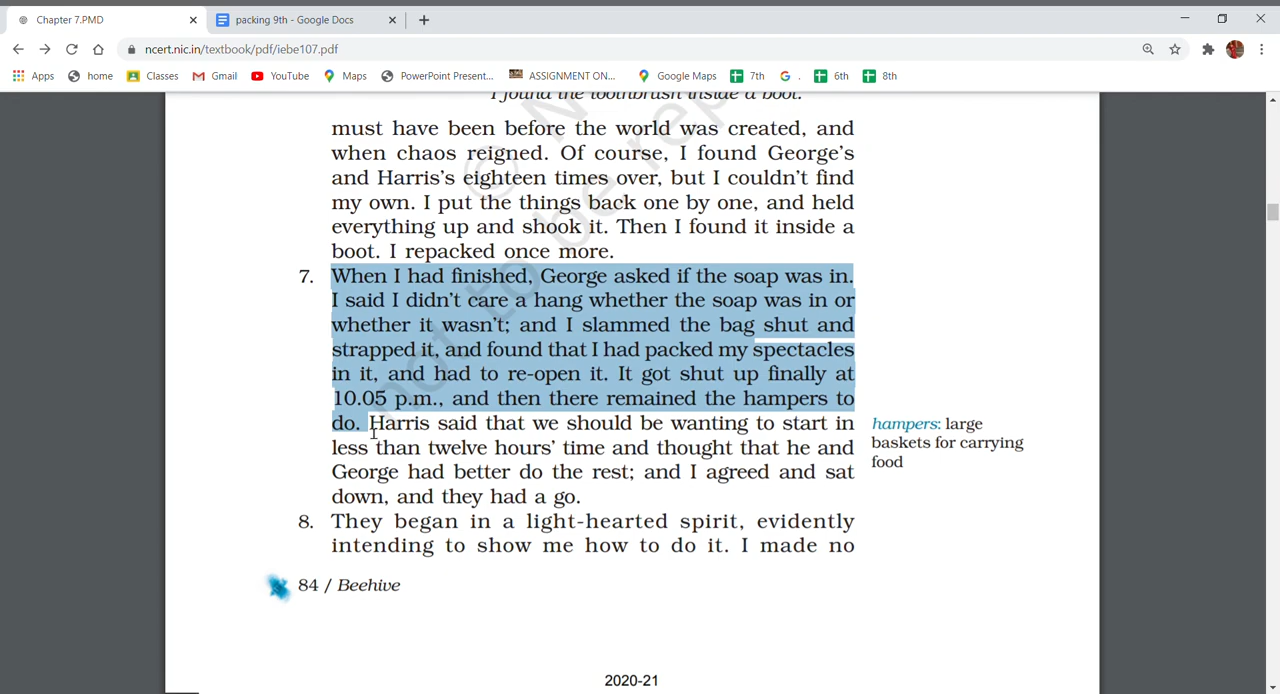 Chapter 7.PMD
packing 9th - Google Docs
ncert.nic.in/textbook/pdf/iebe107.pdf
Apps home Classes Gmail YouTube Maps PowerPoint Present... ASSIGNMENT ON... Google Maps 7th . 6th 8th
I found the toothbrush inside a boot.
must have been before the world was created, and
when chaos reigned. Of course, I found George's
and Harris's eighteen times over, but I couldn't find
my own. I put the things back one by one, and held
everything up and shook it. Then I found it inside a
boot. I repacked once more.
7. When I had finished, George asked if the soap was in.
I said I didn't care a hang whether the soap was in or
whether it wasn't; and I slammed the bag shut and
strapped it, and found that I had packed my spectacles
in it, and had to re-open it. It got shut up finally at
10.05 p.m., and then there remained the hampers to
do. Harris said that we should be wanting to start in
less than twelve hours' time and thought that he and
George had better do the rest; and I agreed and sat
down, and they had a go.
hampers: large
baskets for carrying
food
8. They began in a light-hearted spirit, evidently
intending to show me how to do it. I made no
84 / Beehive
2020-21
not to be rep
© N